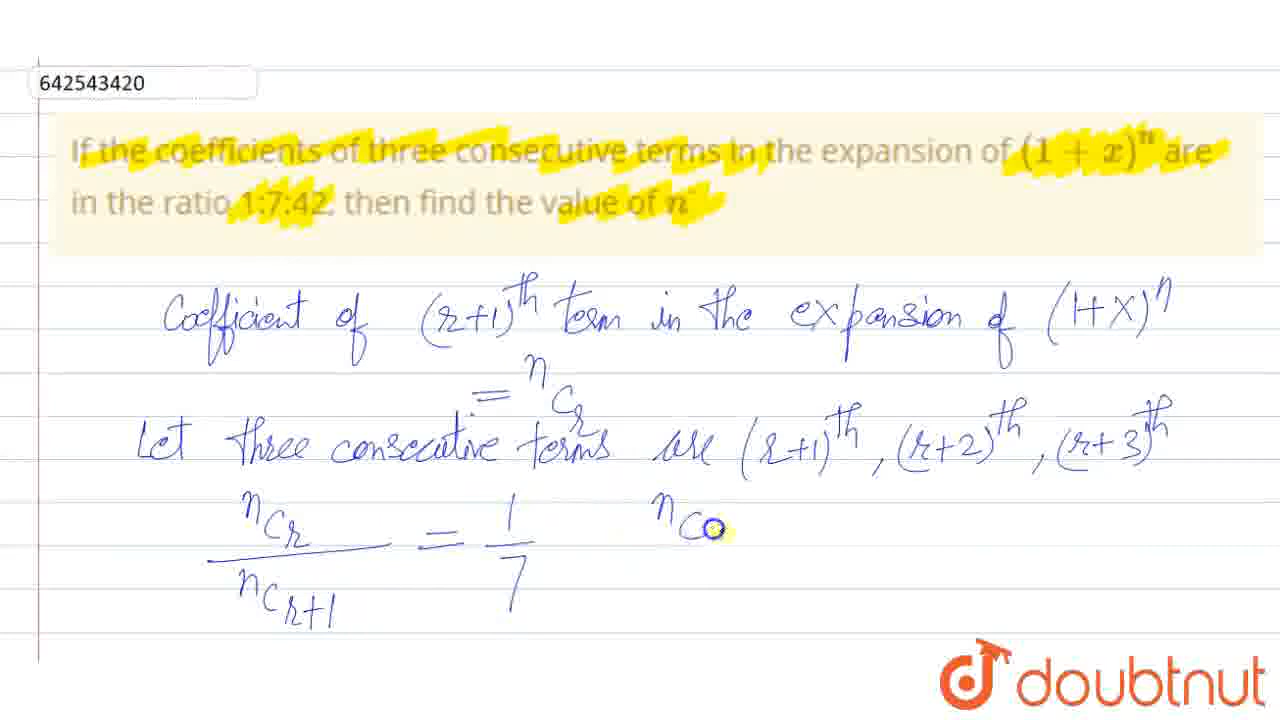 642543420
If the coefficients of three consecutive terms in the expansion of (1 + x)ⁿ are
in the ratio 1:7:42, then find the value of n
Coefficient of (r+1)ᵗʰ term in the expansion of (1+x)ⁿ
= ⁿCᵣ
Let three consecutive terms are (r+1)ᵗʰ, (r+2)ᵗʰ, (r+3)ᵗʰ
ⁿCᵣ / ⁿCᵣ₊₁ = 1/7 ⁿC
doubtnut